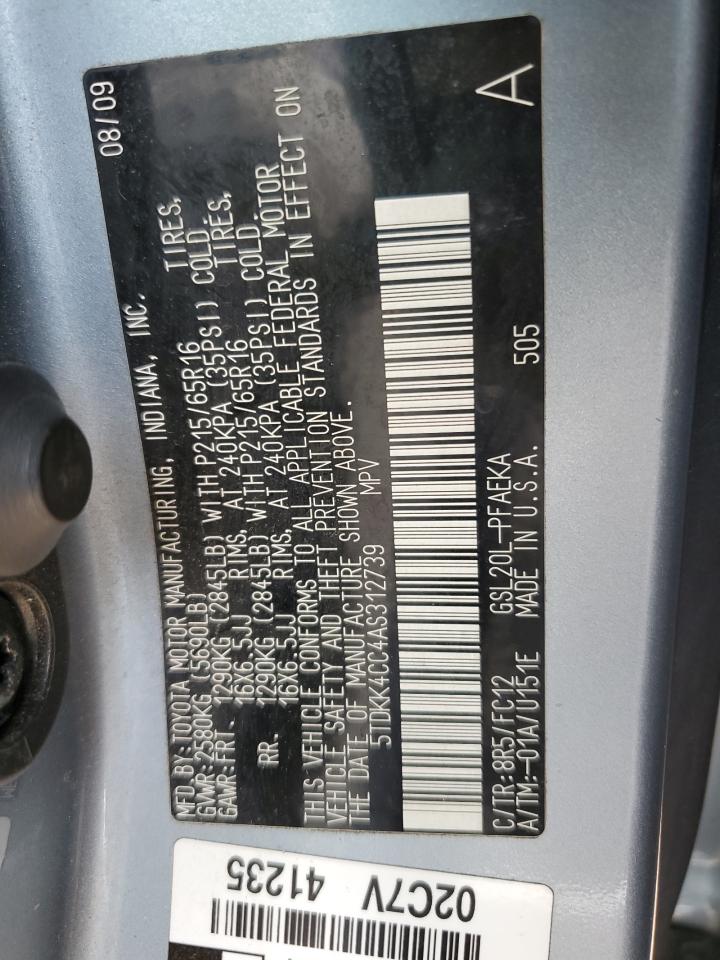 MFD.BY:TOYOTA MOTOR MANUFACTURING, INDIANA, INC. 08/09
GVWR:2580KG (5690LB)
GAWR:FRT. 1290KG (2845LB) WITH P215/65R16 TIRES,
16X6.5JJ RIMS, AT 240KPA (35PSI) COLD.
RR. 1290KG (2845LB) WITH P215/65R16 TIRES,
16X6.5JJ RIMS, AT 240KPA (35PSI) COLD.
THIS VEHICLE CONFORMS TO ALL APPLICABLE FEDERAL MOTOR
VEHICLE SAFETY AND THEFT PREVENTION STANDARDS IN EFFECT ON
THE DATE OF MANUFACTURE SHOWN ABOVE.
5TDKK4CC4AS312739 MPV
C/TR:8R5/FC12 GSL20L-PFAEKA A
A/TM:-01A/U151E MADE IN U.S.A. 505
02C7V
41235